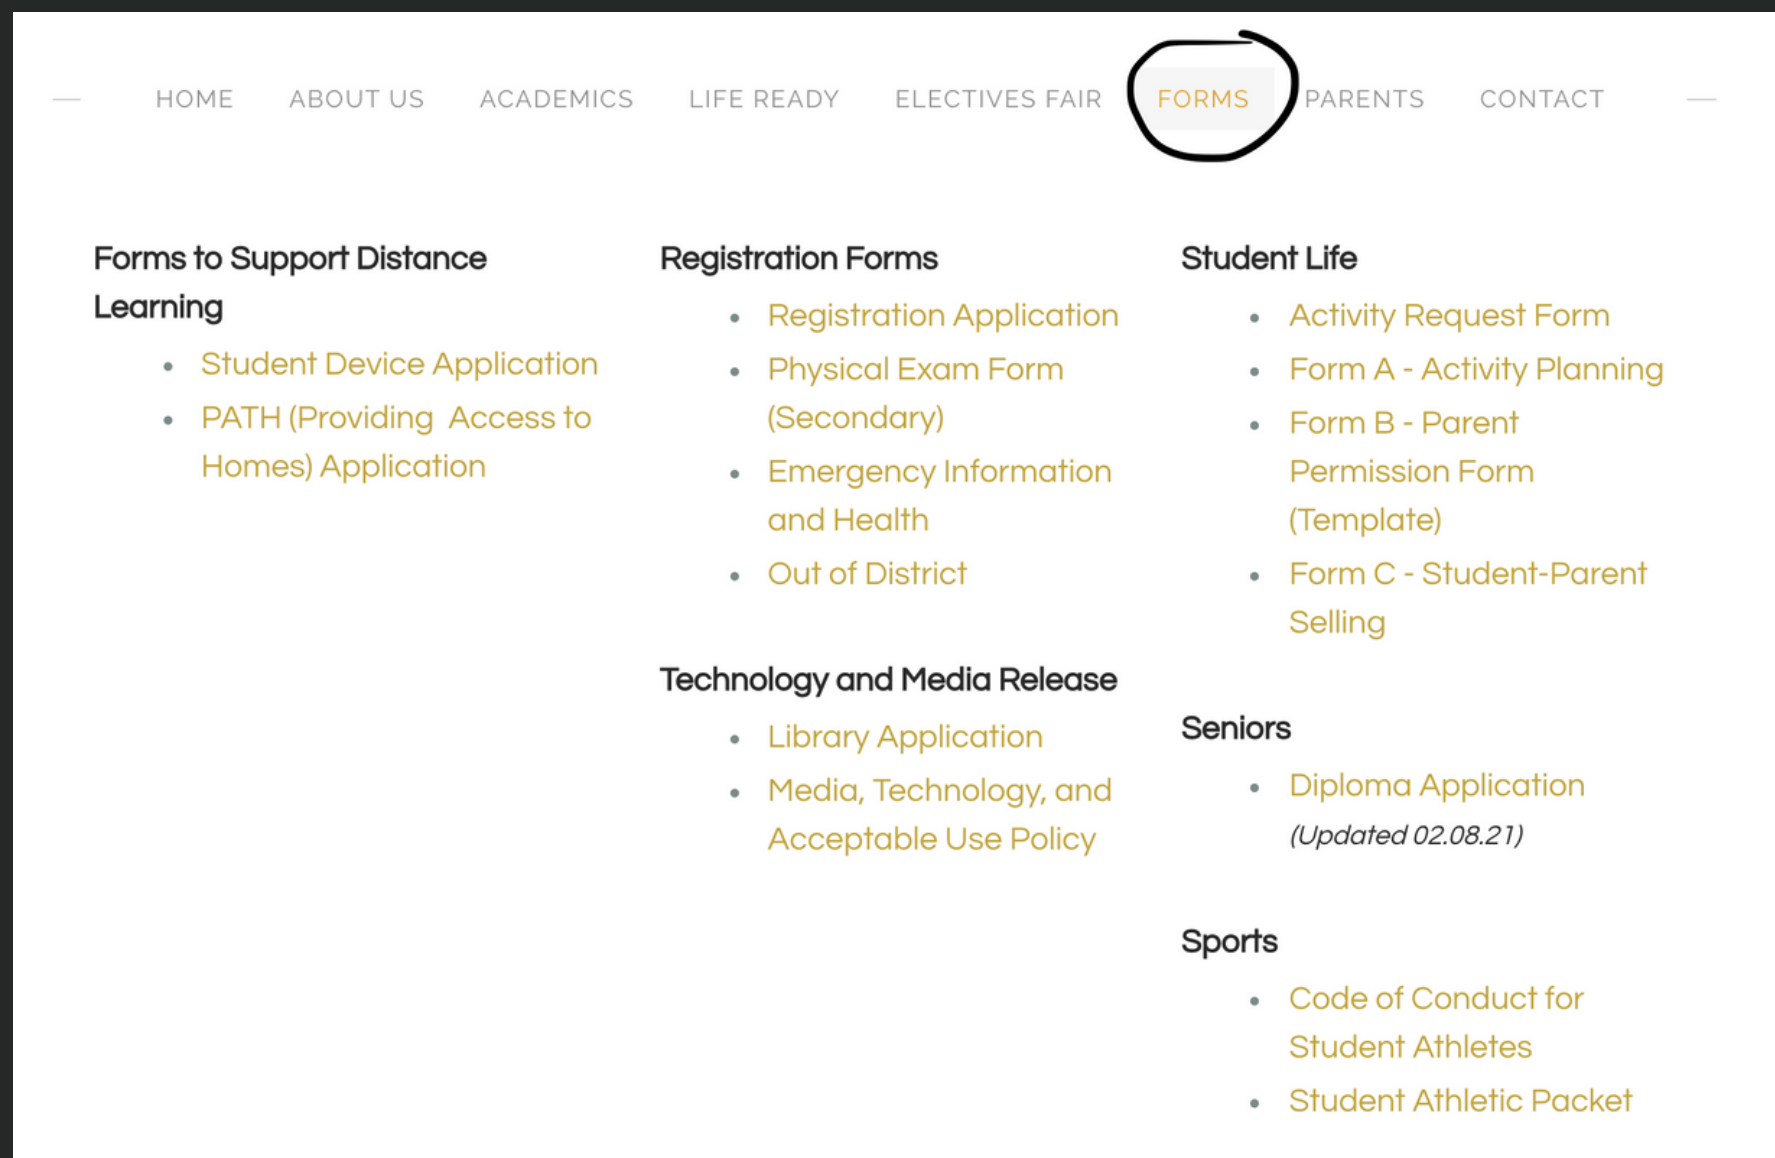 HOME ABOUT US ACADEMICS LIFE READY ELECTIVES FAIR FORMS PARENTS CONTACT
Forms to Support Distance
Learning
Student Device Application
PATH (Providing  Access to
Homes) Application
Registration Forms
Registration Application
Physical Exam Form
(Secondary)
Emergency Information
and Health
Out of District
Technology and Media Release
Library Application
Media, Technology, and
Acceptable Use Policy
Student Life
Activity Request Form
Form A - Activity Planning
Form B - Parent
Permission Form
(Template)
Form C - Student-Parent
Selling
Seniors
Diploma Application
(Updated 02.08.21)
Sports
Code of Conduct for
Student Athletes
Student Athletic Packet